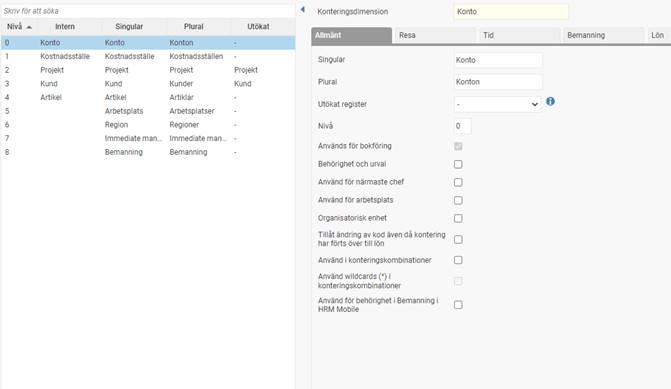 Skriv för att söka
Nivå Intern Singular Plural Utökat
0 Konto Konto Konton -
1 Kostnadsställe Kostnadsställe Kostnadsställen -
2 Projekt Projekt Projekt Projekt
3 Kund Kund Kunder Kund
4 Artikel Artikel Artiklar -
5 Arbetsplats Arbetsplatser -
6 Region Regioner -
7 Immediate man... Immediate man... -
8 Bemanning Bemanning -
Konteringsdimension Konto
Allmänt Resa Tid Bemanning Lön
Singular Konto
Plural Konton
Utökat register -
Nivå 0
Används för bokföring
Behörighet och urval
Använd för närmaste chef
Använd för arbetsplats
Organisatorisk enhet
Tillåt ändring av kod även då kontering
har förts över till lön
Använd i konteringskombinationer
Använd wildcards (*) i
konteringskombinationer
Använd för behörighet i Bemanning i
HRM Mobile